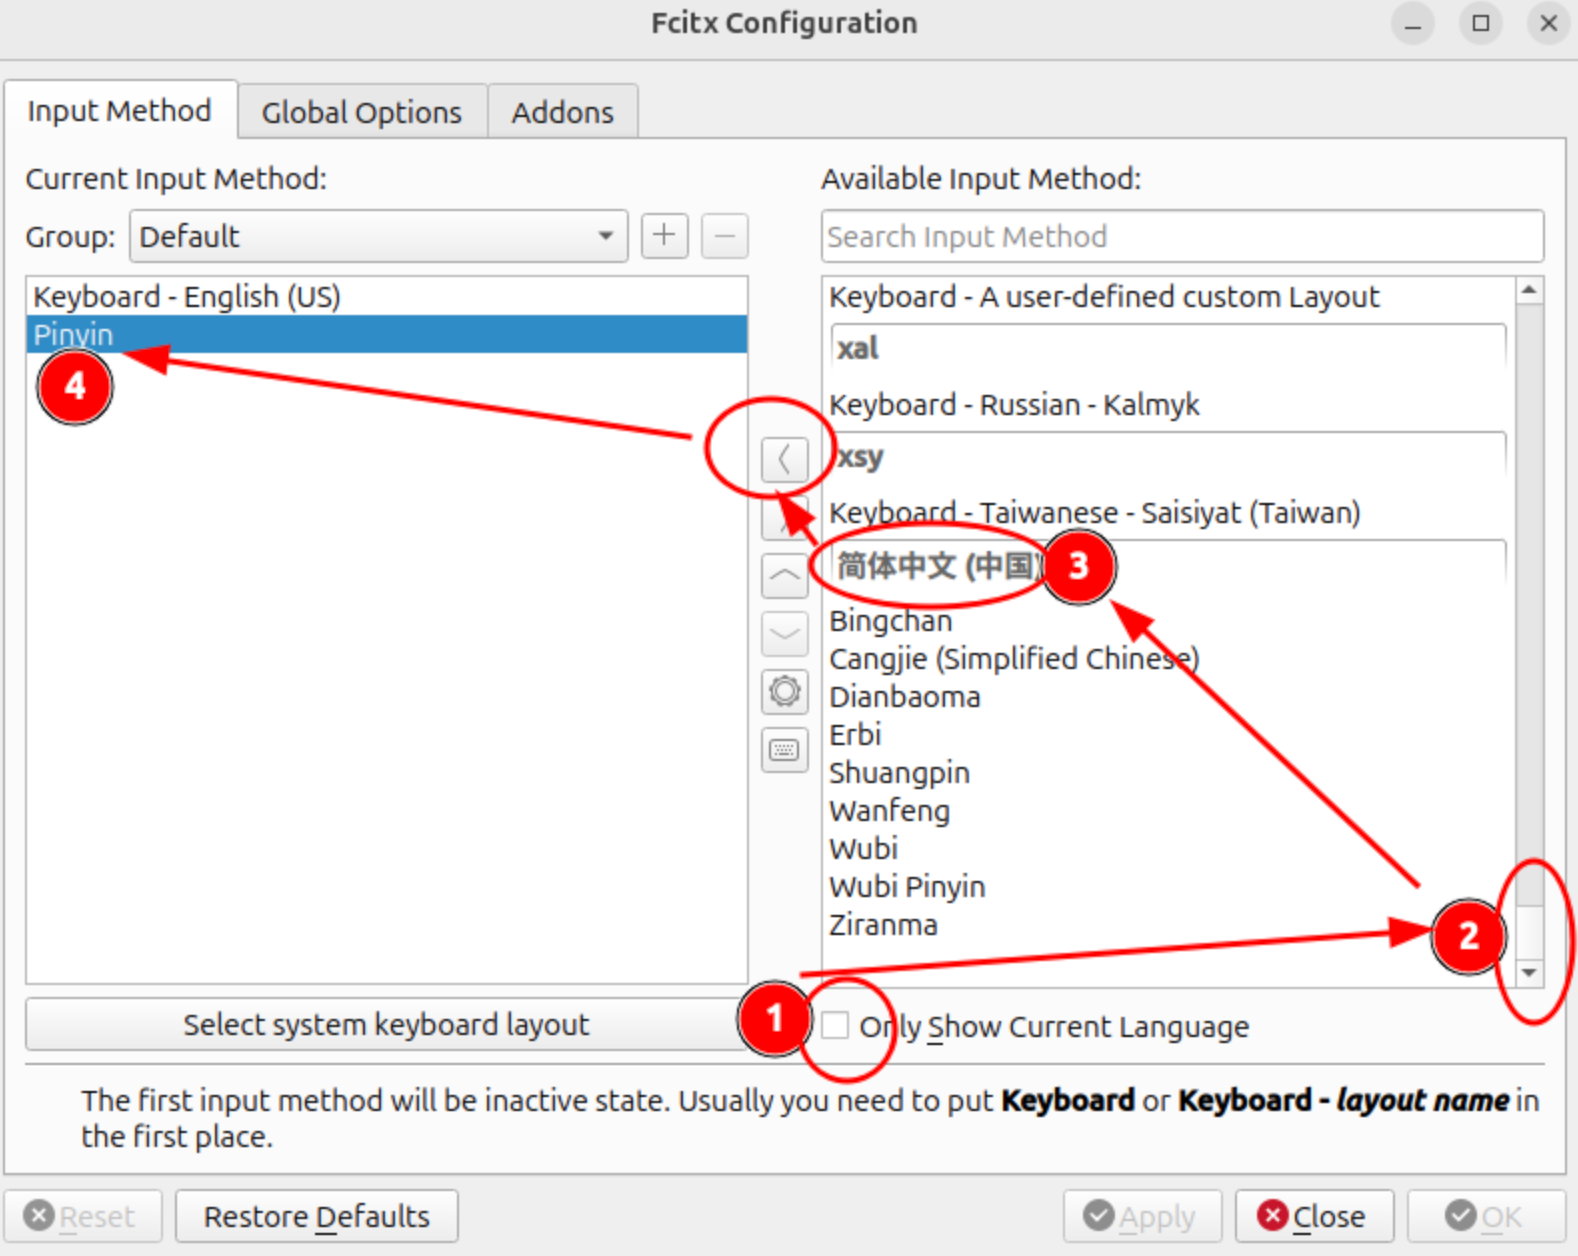 Fcitx Configuration
Input Method
Global Options
Addons
Current Input Method:
Available Input Method:
Group:
Default
Search Input Method
Keyboard - English (US)
Pinyin
4
Keyboard - A user-defined custom Layout
xal
Keyboard - Russian - Kalmyk
xsy
Keyboard - Taiwanese - Saisiyat (Taiwan)
简体中文 (中国)
3
Bingchan
Cangjie (Simplified Chinese)
Dianbaoma
Erbi
Shuangpin
Wanfeng
Wubi
Wubi Pinyin
Ziranma
2
Select system keyboard layout
1
Only Show Current Language
The first input method will be inactive state. Usually you need to put Keyboard or Keyboard - layout name in
the first place.
Reset
Restore Defaults
Apply
Close
OK